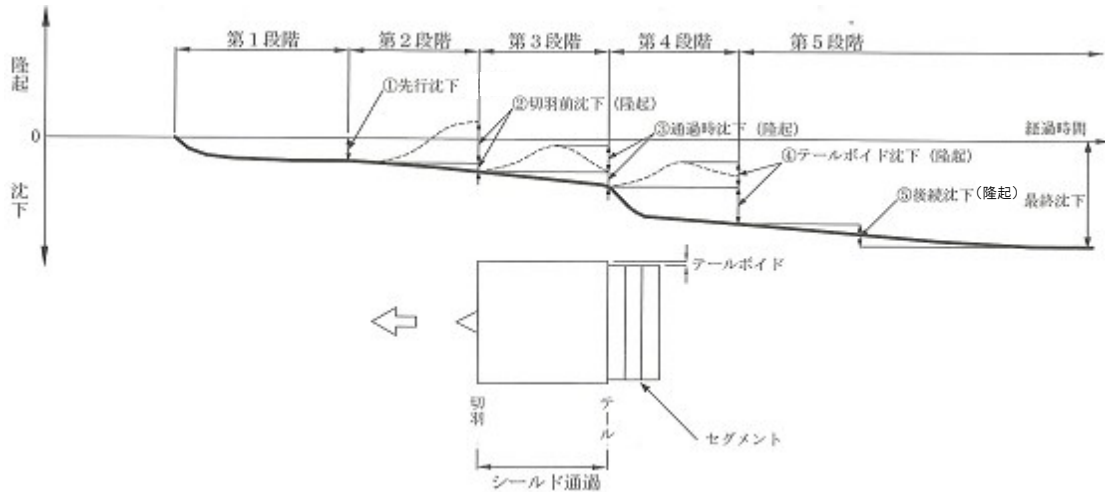 第1段階
第2段階
第3段階
第4段階
第5段階
隆起
①先行沈下
②切羽前沈下 (隆起)
③通過時沈下 (隆起)
0
経過時間
④テールボイド沈下 (隆起)
沈下
⑤後続沈下(隆起)
最終沈下
テールボイド
切羽
テール
セグメント
シールド通過